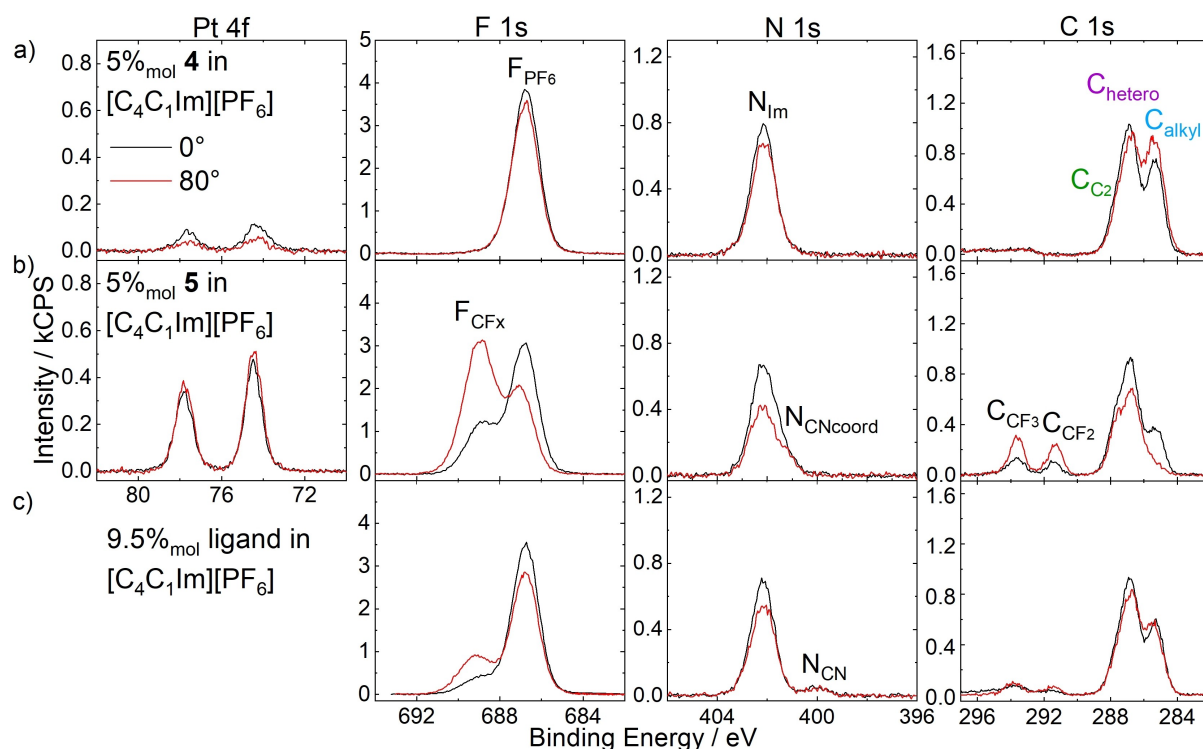 Pt 4f F 1s N 1s C 1s
a)
5%mol 4 in
[C4C1Im][PF6]
0°
80°
FPF6
NIm
Chetero
Calkyl
CC2
0.8
0.6
0.4
0.2
0.0
5
4
3
2
1
0
1.2
0.8
0.4
0.0
1.6
1.2
0.8
0.4
0.0
b)
5%mol 5 in
[C4C1Im][PF6]
FCFx
NCNcoord
CCF3
CCF2
0.8
0.6
0.4
0.2
0.0
80 76 72
4
3
2
1
0
1.2
0.8
0.4
0.0
1.6
1.2
0.8
0.4
0.0
Intensity / kCPS
c)
9.5%mol ligand in
[C4C1Im][PF6]
NCN
4
3
2
1
0
1.2
0.8
0.4
0.0
1.6
1.2
0.8
0.4
0.0
692 688 684
404 400 396
296 292 288 284
Binding Energy / eV